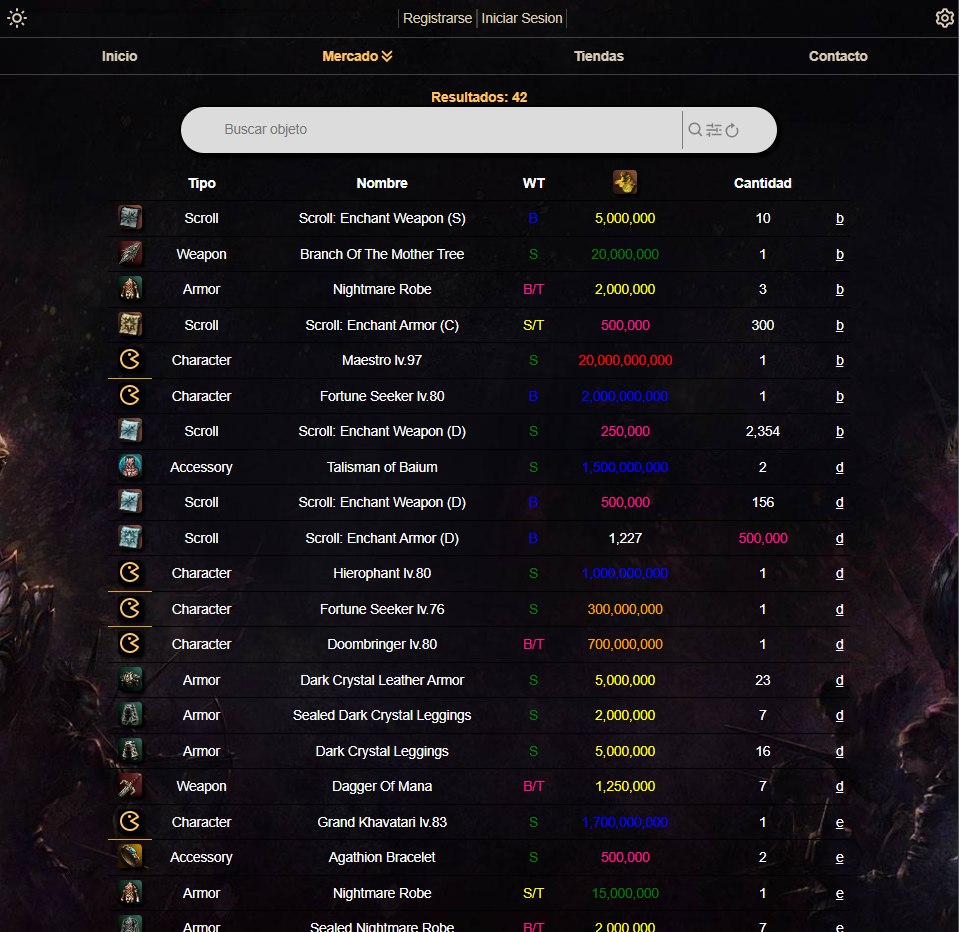 Registrarse Iniciar Sesion
Inicio Mercado Tiendas Contacto
Resultados: 42
Buscar objeto
Tipo Nombre WT Cantidad
Scroll Scroll: Enchant Weapon (S) B 5,000,000 10 b
Weapon Branch Of The Mother Tree S 20,000,000 1 b
Armor Nightmare Robe B/T 2,000,000 3 b
Scroll Scroll: Enchant Armor (C) S/T 500,000 300 b
Character Maestro lv.97 S 20,000,000,000 1 b
Character Fortune Seeker lv.80 B 2,000,000,000 1 b
Scroll Scroll: Enchant Weapon (D) S 250,000 2,354 b
Accessory Talisman of Baium S 1,500,000,000 2 d
Scroll Scroll: Enchant Weapon (D) B 500,000 156 d
Scroll Scroll: Enchant Armor (D) B 1,227 500,000 d
Character Hierophant lv.80 S 1,000,000,000 1 d
Character Fortune Seeker lv.76 S 300,000,000 1 d
Character Doombringer lv.80 B/T 700,000,000 1 d
Armor Dark Crystal Leather Armor S 5,000,000 23 d
Armor Sealed Dark Crystal Leggings S 2,000,000 7 d
Armor Dark Crystal Leggings S 5,000,000 16 d
Weapon Dagger Of Mana B/T 1,250,000 7 d
Character Grand Khavatari lv.83 S 1,700,000,000 1 e
Accessory Agathion Bracelet S 500,000 2 e
Armor Nightmare Robe S/T 15,000,000 1 e
Armor Sealed Nightmare Robe B/T 2,000,000 7 e